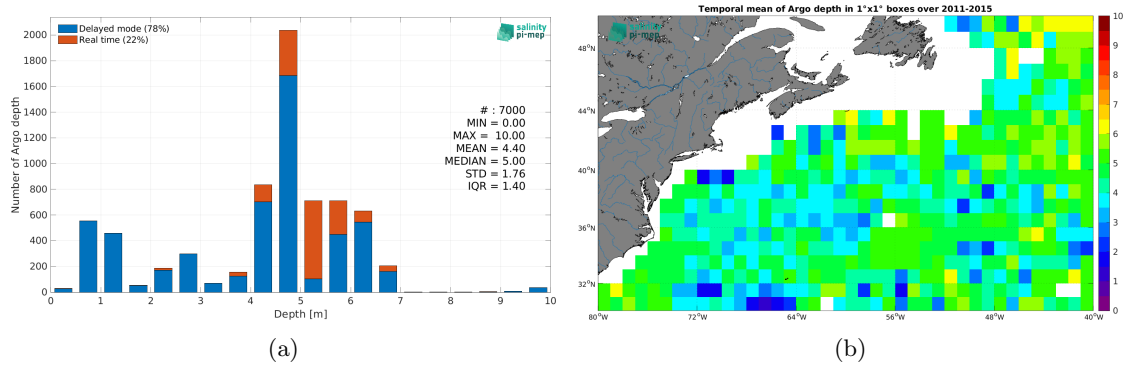 Delayed mode (78%)
Real time (22%)
salinity
pi-mep
Number of Argo depth
2000
1800
1600
1400
1200
1000
800
600
400
200
0
# : 7000
MIN = 0.00
MAX = 10.00
MEAN = 4.40
MEDIAN = 5.00
STD = 1.76
IQR = 1.40
0 1 2 3 4 5 6 7 8 9 10
Depth [m]
(a)
Temporal mean of Argo depth in 1°x1° boxes over 2011-2015
salinity
pi-mep
48°N
44°N
40°N
36°N
32°N
80°W 72°W 64°W 56°W 48°W 40°W
10
9
8
7
6
5
4
3
2
1
0
(b)